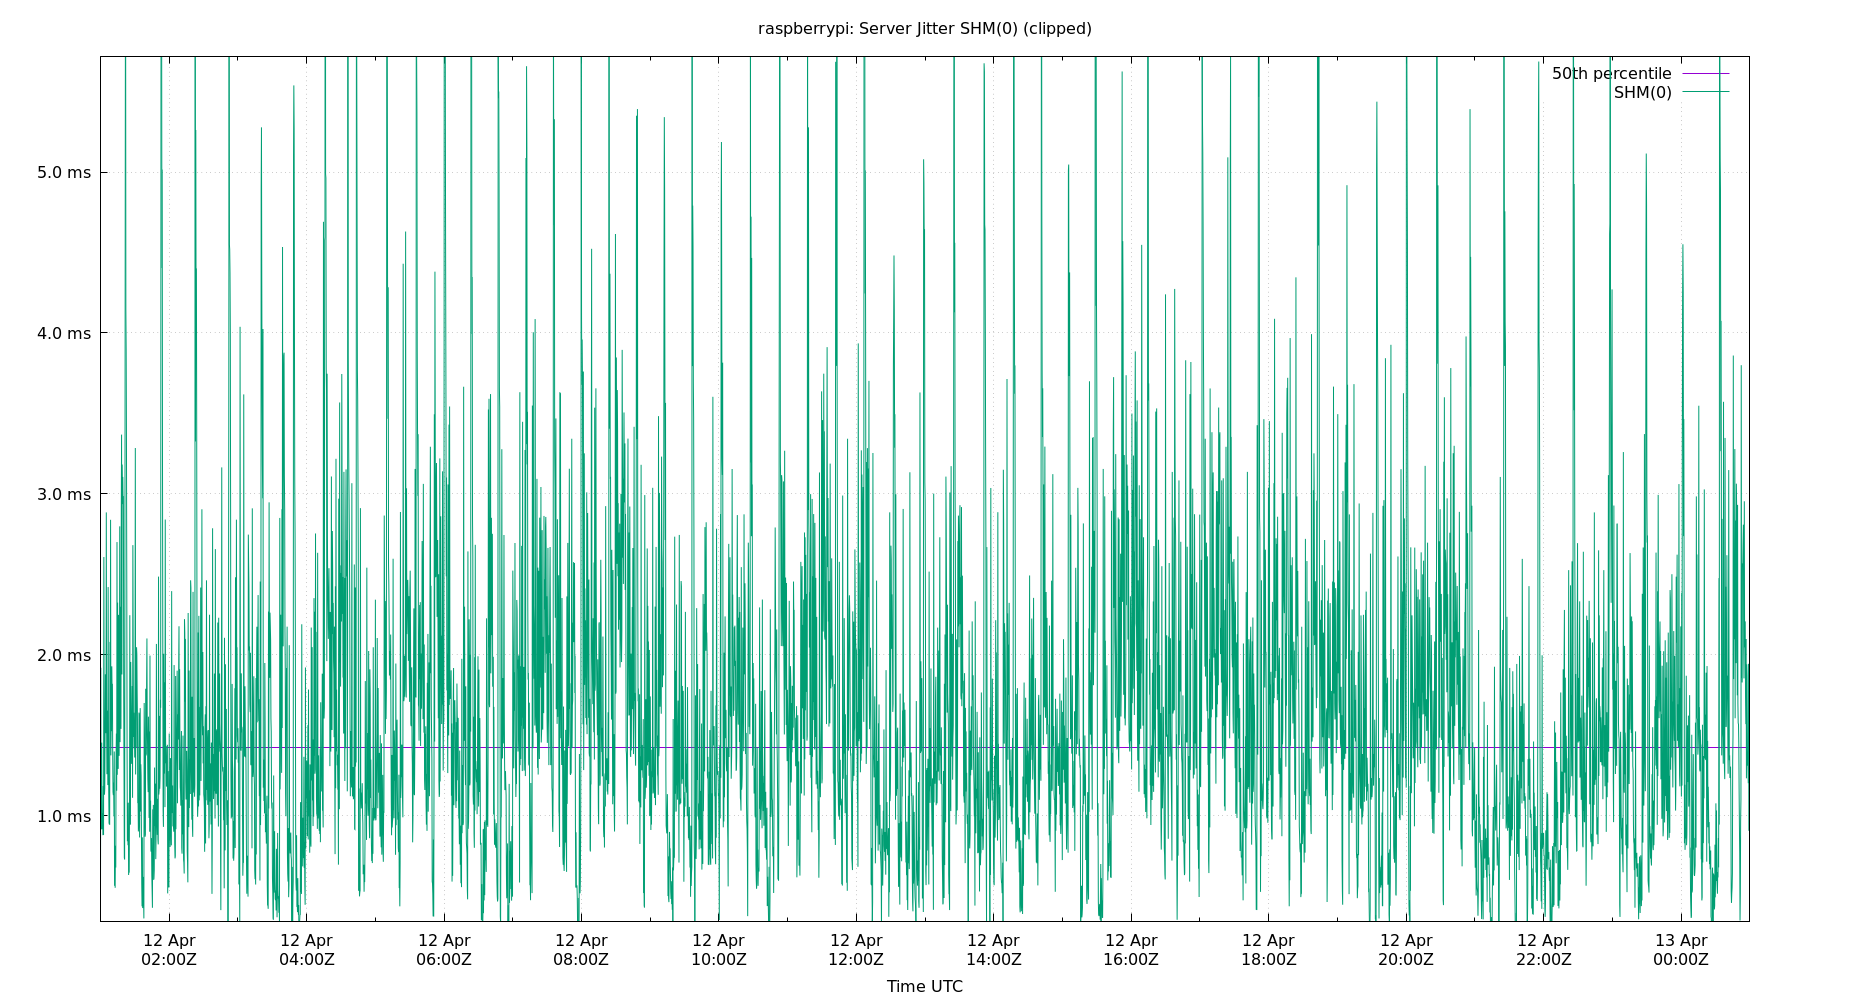 raspberrypi: Server Jitter SHM(0) (clipped)
50th percentile
SHM(0)
5.0 ms
4.0 ms
3.0 ms
2.0 ms
1.0 ms
12 Apr 12 Apr 12 Apr 12 Apr 12 Apr 12 Apr 12 Apr 12 Apr 12 Apr 12 Apr 12 Apr 13 Apr
02:00Z 04:00Z 06:00Z 08:00Z 10:00Z 12:00Z 14:00Z 16:00Z 18:00Z 20:00Z 22:00Z 00:00Z
Time UTC